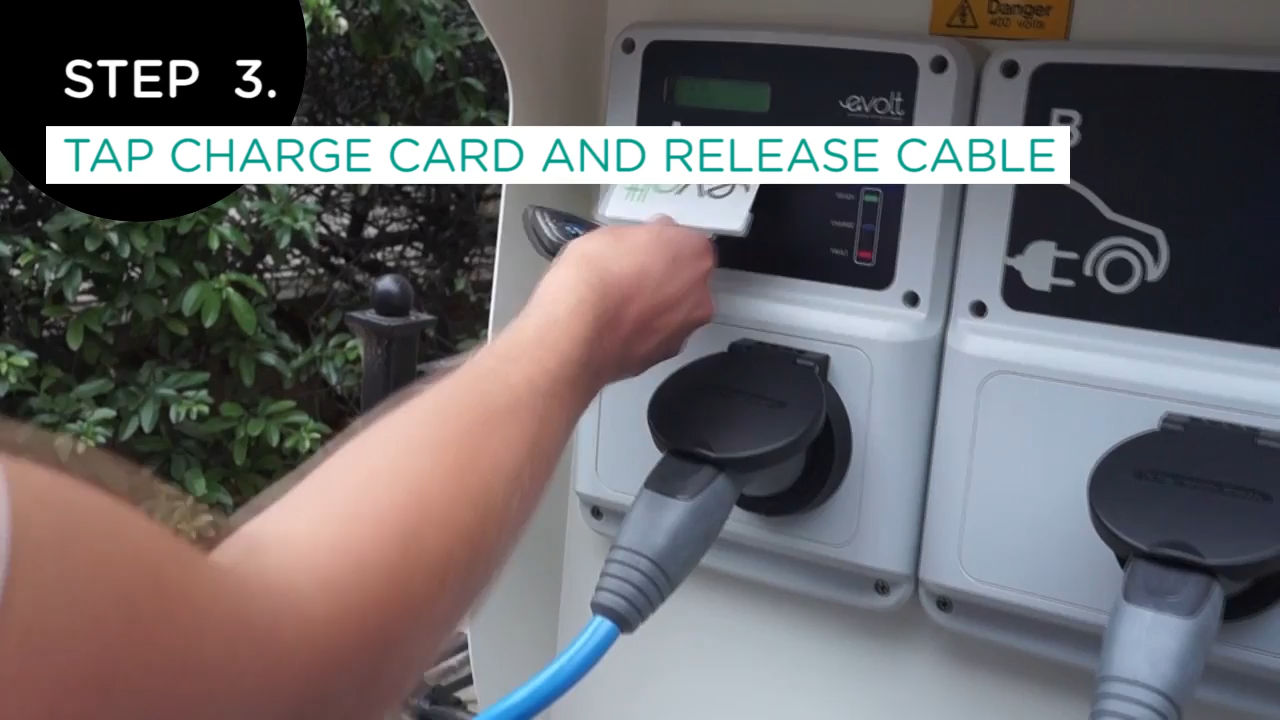 Danger
400 volts
STEP 3.
evolt
B
TAP CHARGE CARD AND RELEASE CABLE